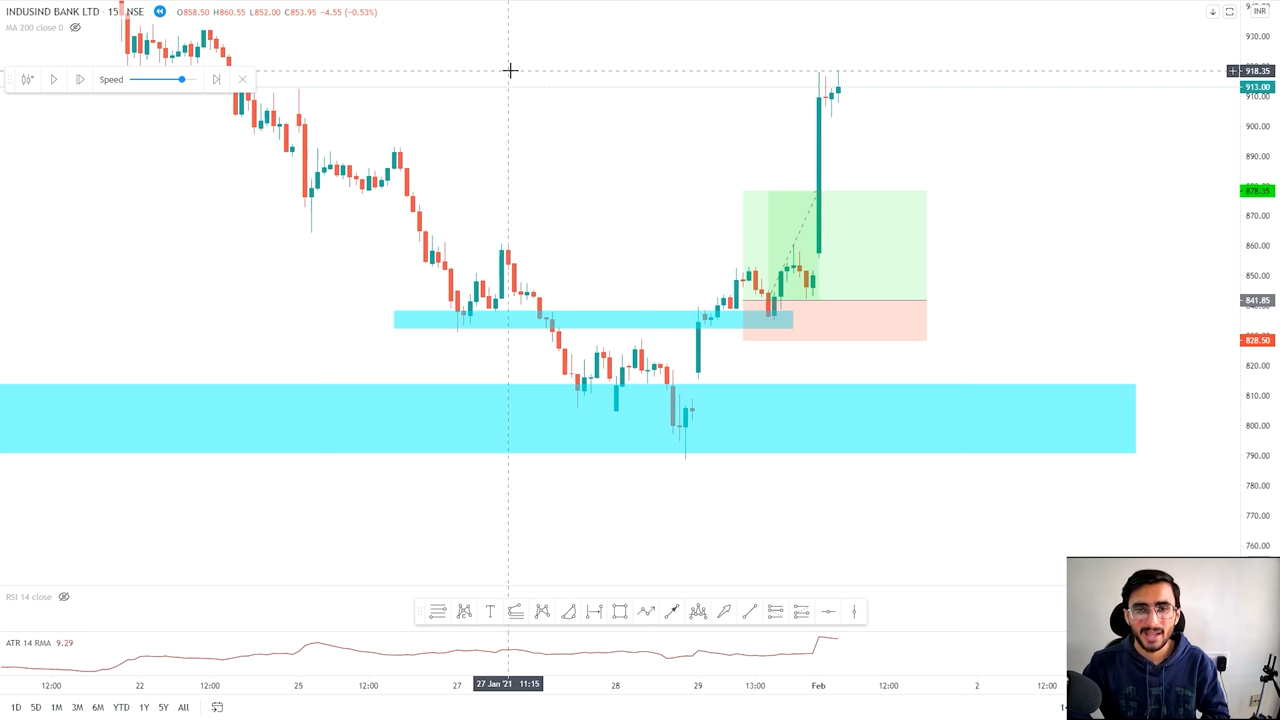 INDUSIND BANK LTD · 15 NSE O858.50 H860.55 L852.00 C853.95 -4.55 (-0.53%) INR
MA 200 close 0
930.00
Speed
918.35
913.00
910.00
900.00
890.00
878.35
870.00
860.00
850.00
841.85
828.50
820.00
810.00
800.00
790.00
780.00
770.00
760.00
RSI 14 close
ATR 14 RMA 9.29
12:00 22 12:00 25 12:00 27 27 Jan '21 11:15 28 29 13:00 Feb 12:00 2 12:00
1D 5D 1M 3M 6M YTD 1Y 5Y All